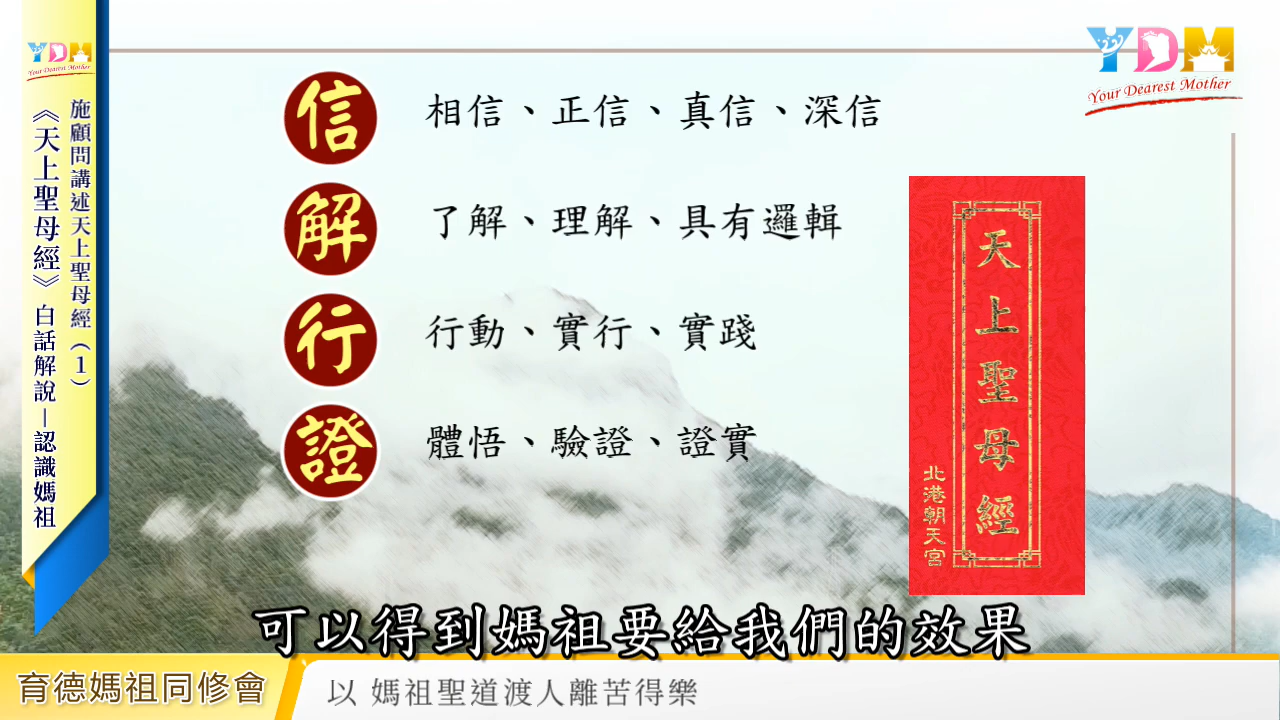 YDM
Your Dearest Mother
施顧問講述天上聖母經（1）
《天上聖母經》白話解說－認識媽祖
YDM
Your Dearest Mother
信 相信、正信、真信、深信
解 了解、理解、具有邏輯
行 行動、實行、實踐
證 體悟、驗證、證實
天上聖母經
北港朝天宮
可以得到媽祖要給我們的效果
育德媽祖同修會
以 媽祖聖道渡人離苦得樂